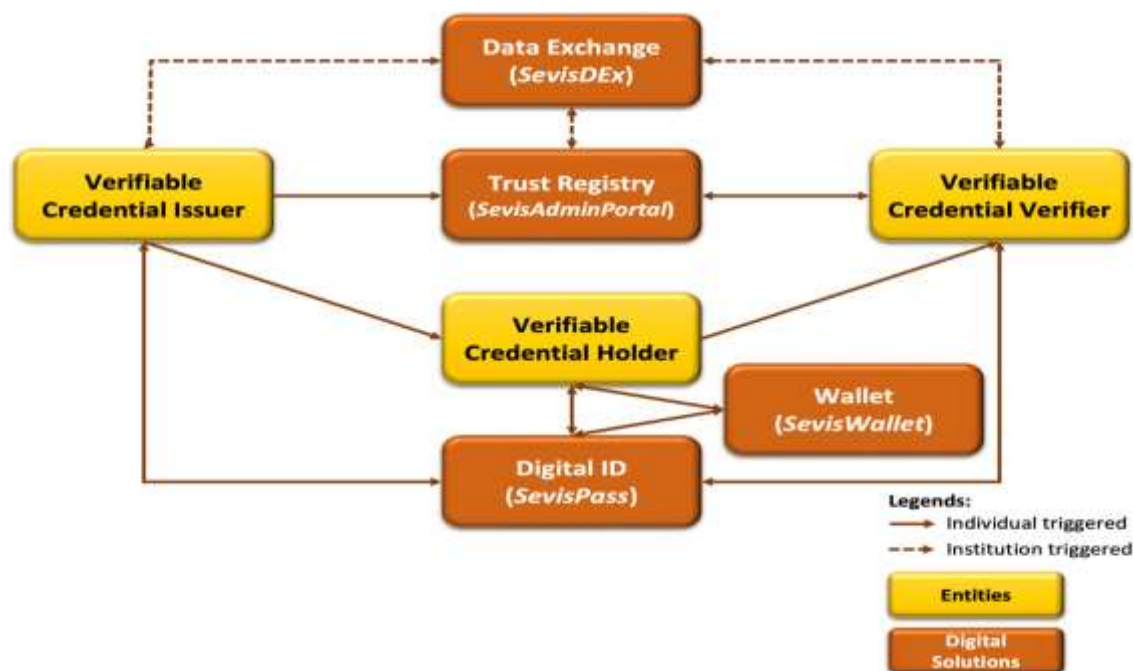 Data Exchange
(SevisDEx)
Verifiable
Credential Issuer
Trust Registry
(SevisAdminPortal)
Verifiable
Credential Verifier
Verifiable
Credential Holder
Wallet
(SevisWallet)
Digital ID
(SevisPass)
Legends:
Individual triggered
Institution triggered
Entities
Digital
Solutions